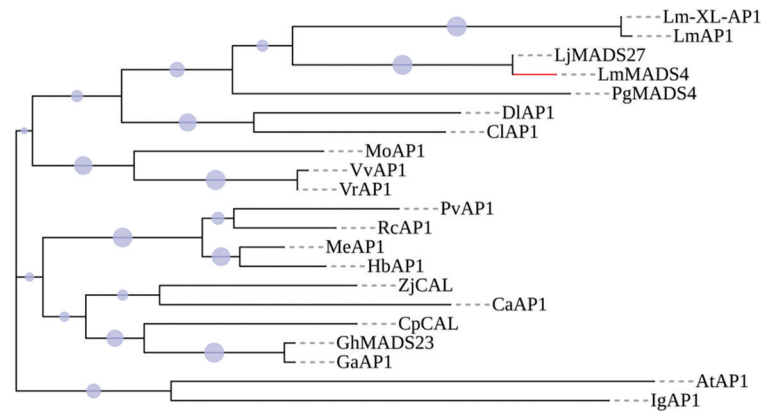 Lm-XL-AP1
LmAP1
LjMADS27
LmMADS4
PgMADS4
DlAP1
ClAP1
MoAP1
VvAP1
VrAP1
PvAP1
RcAP1
MeAP1
HbAP1
ZjCAL
CaAP1
CpCAL
GhMADS23
GaAP1
AtAP1
IgAP1